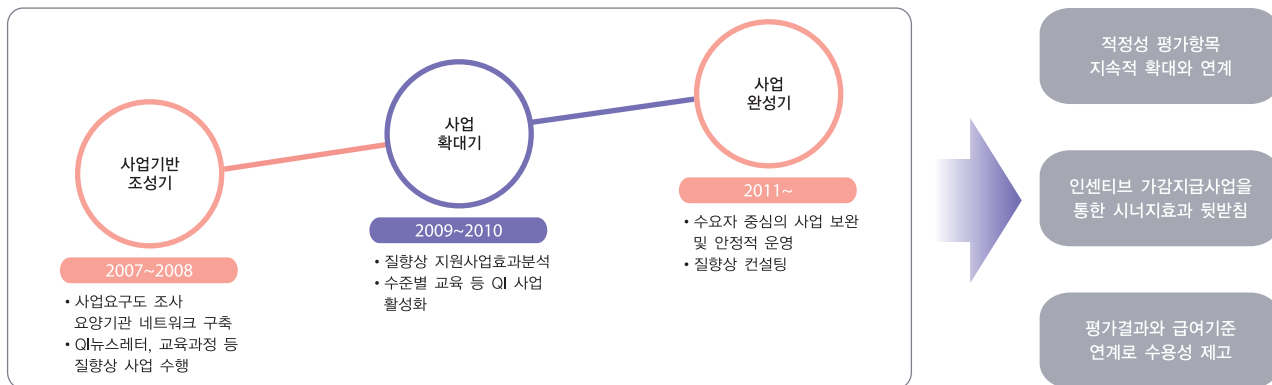 사업기반
조성기
2007~2008
• 사업요구도 조사
요양기관 네트워크 구축
• QI뉴스레터, 교육과정 등
질향상 사업 수행
사업
확대기
2009~2010
• 질향상 지원사업효과분석
• 수준별 교육 등 QI 사업
활성화
사업
완성기
2011~
• 수요자 중심의 사업 보완
및 안정적 운영
• 질향상 컨설팅
적정성 평가항목
지속적 확대와 연계
인센티브 가감지급사업을
통한 시너지효과 뒷받침
평가결과와 급여기준
연계로 수용성 제고